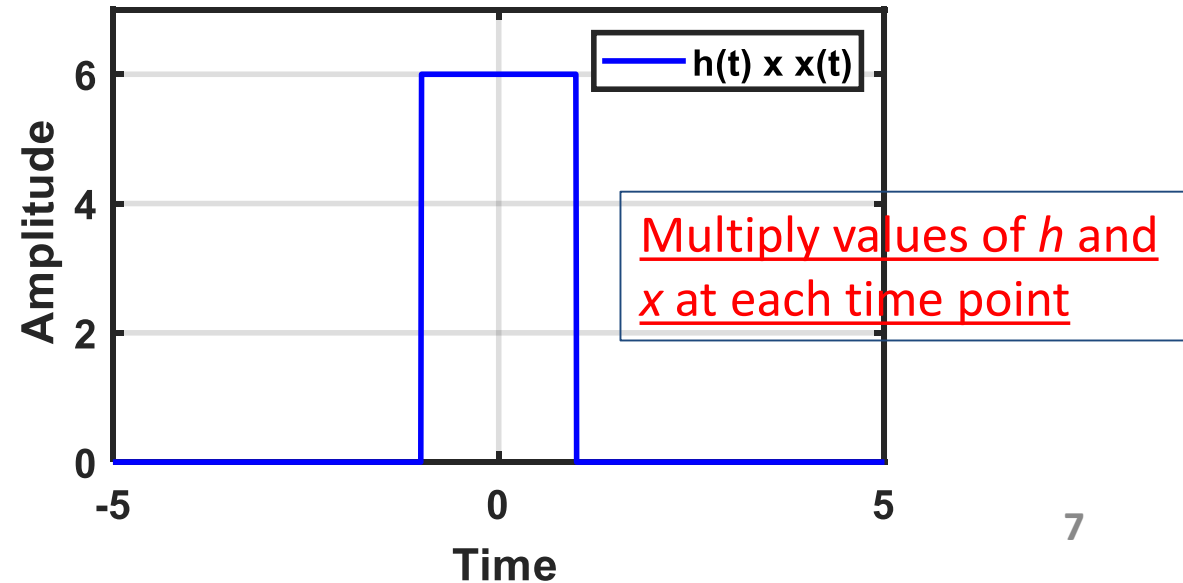 6
h(t) x x(t)
Amplitude
4
Multiply values of h and
x at each time point
2
0
-5
0
5
Time
7